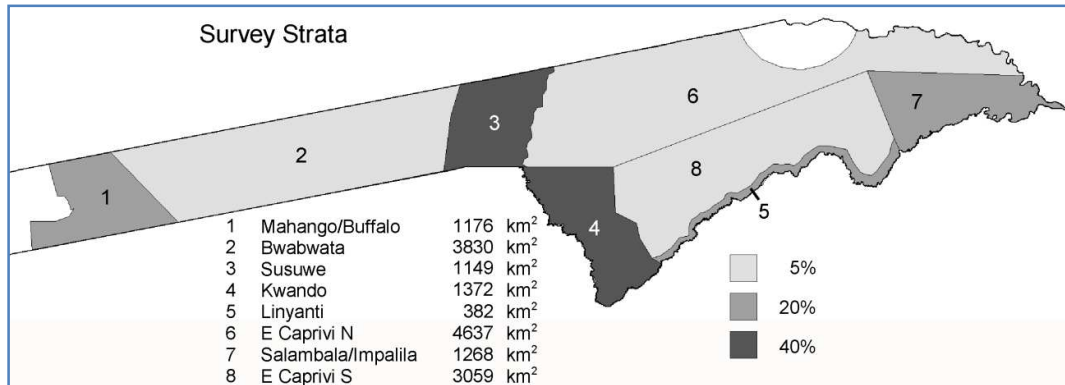 Survey Strata
6
7
3
2
8
1
5
4
1 Mahango/Buffalo 1176 km²
2 Bwabwata 3830 km²
3 Susuwe 1149 km²
4 Kwando 1372 km²
5 Linyanti 382 km²
6 E Caprivi N 4637 km²
7 Salambala/Impalila 1268 km²
8 E Caprivi S 3059 km²
5%
20%
40%